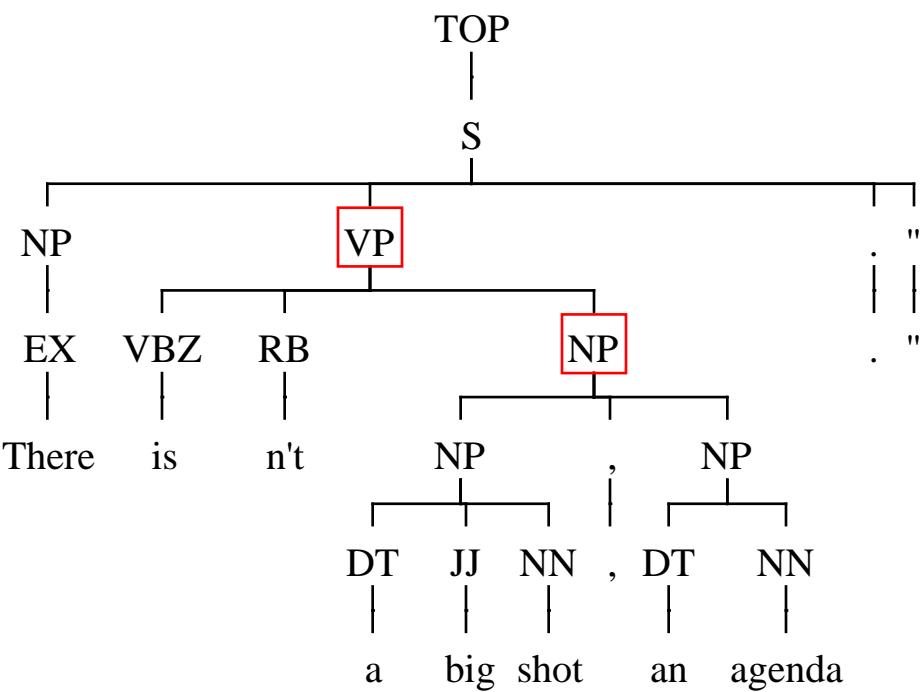 TOP
S
NP VP . "
EX VBZ RB NP . "
There is n't NP , NP
DT JJ NN , DT NN
a big shot an agenda